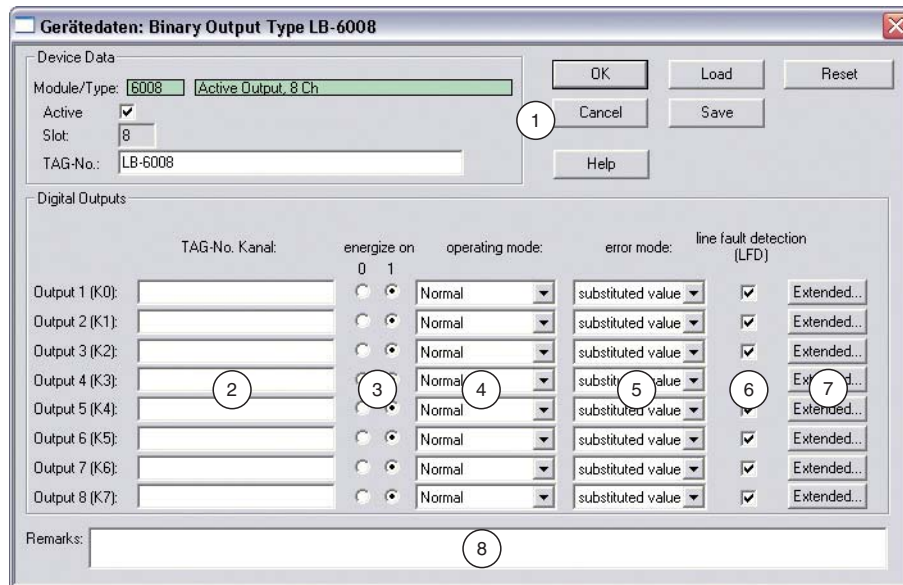 Gerätedaten: Binary Output Type LB-6008
Device Data
Module/Type: 6008 Active Output, 8 Ch
Active
Slot: 8
TAG-No.: LB-6008
OK Load Reset
1 Cancel Save
Help
Digital Outputs
TAG-No. Kanal: energize on operating mode: error mode: line fault detection
0 1 (LFD)
Output 1 (K0): Normal substituted value Extended...
Output 2 (K1): Normal substituted value Extended...
Output 3 (K2): Normal substituted value Extended...
Output 4 (K3): Normal substituted value Extended...
2 3 4 5 6 7
Output 5 (K4): Normal substituted value Extended...
Output 6 (K5): Normal substituted value Extended...
Output 7 (K6): Normal substituted value Extended...
Output 8 (K7): Normal substituted value Extended...
Remarks: 8